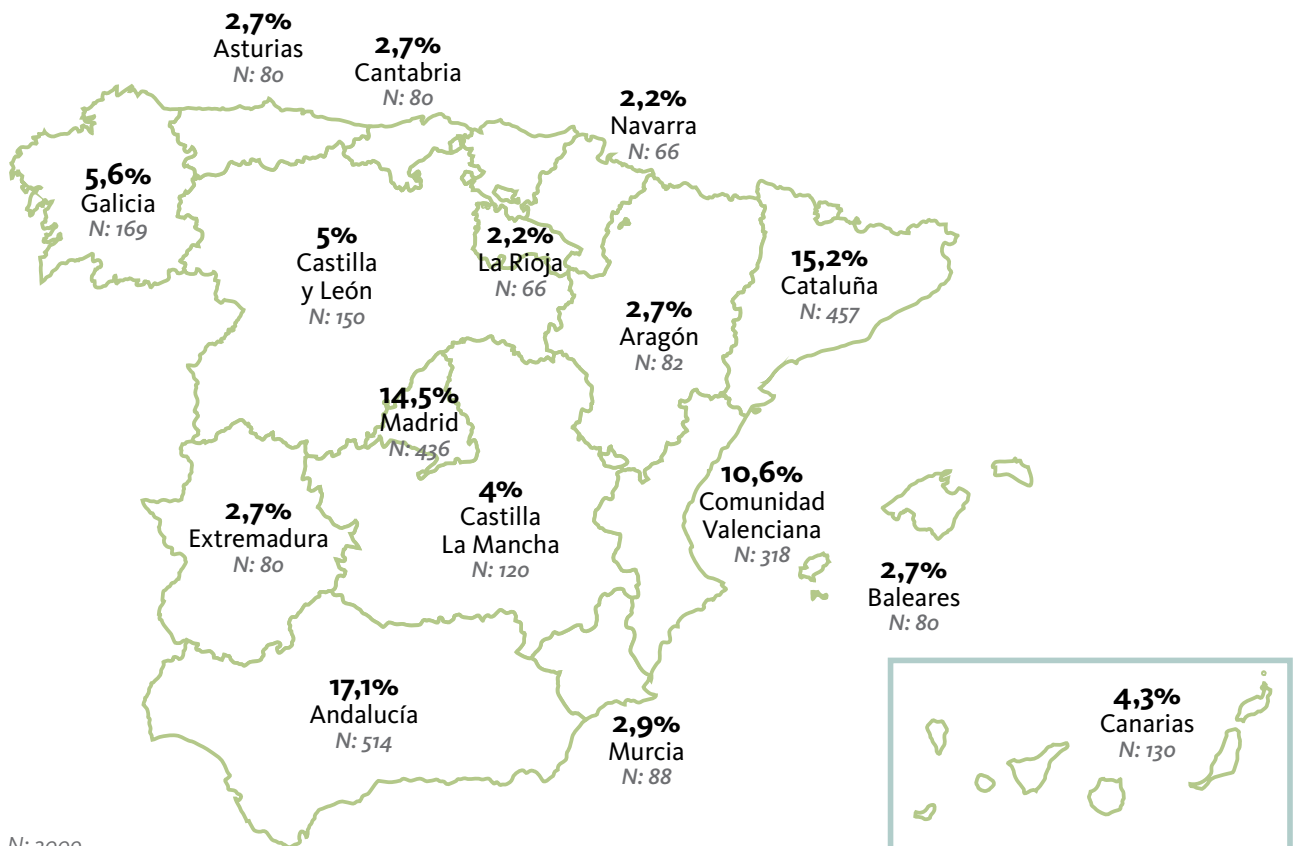 2,7%
Asturias
N: 80
2,7%
Cantabria
N: 80
2,2%
Navarra
N: 66
5,6%
Galicia
N: 169
5%
Castilla
y León
N: 150
2,2%
La Rioja
N: 66
15,2%
Cataluña
N: 457
2,7%
Aragón
N: 82
14,5%
Madrid
N: 436
10,6%
Comunidad
Valenciana
N: 318
4%
Castilla
La Mancha
N: 120
2,7%
Extremadura
N: 80
2,7%
Baleares
N: 80
17,1%
Andalucía
N: 514
2,9%
Murcia
N: 88
4,3%
Canarias
N: 130